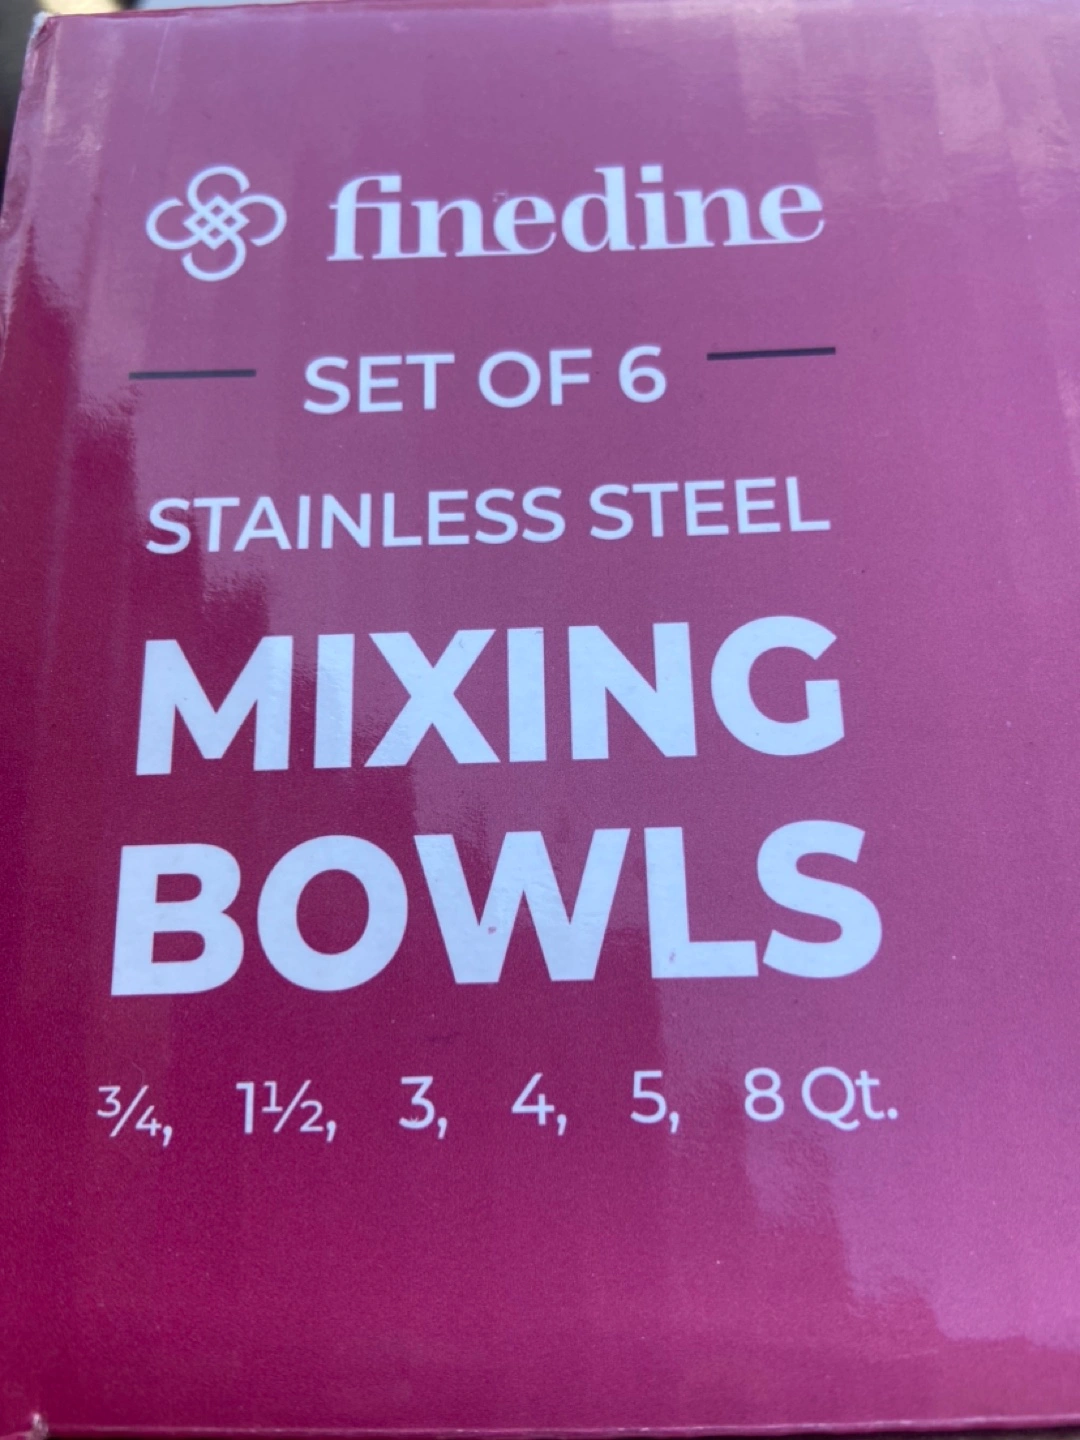 finedine
SET OF 6
STAINLESS STEEL
MIXING
BOWLS
¾, 1½, 3, 4, 5, 8 Qt.